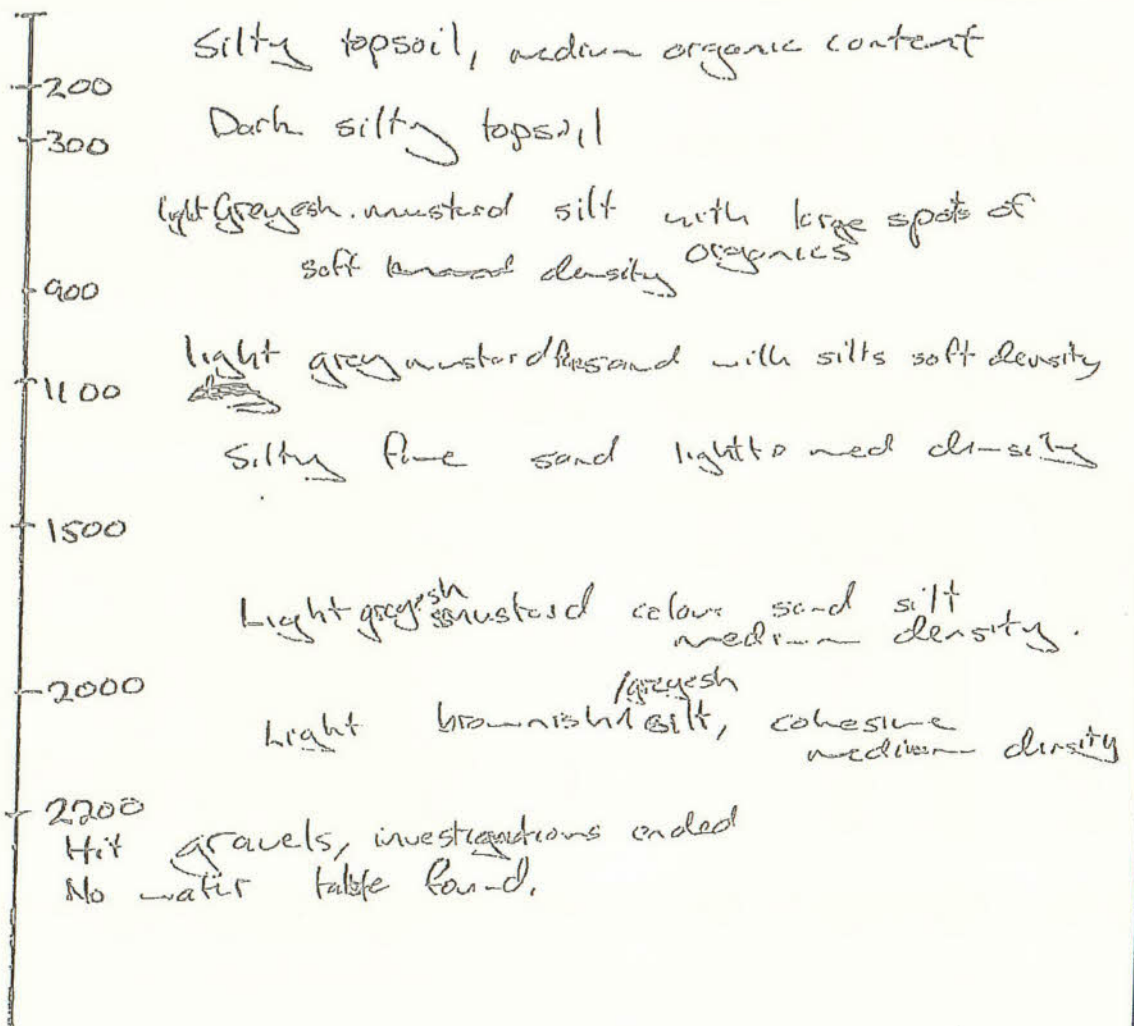 Silty topsoil, medium organic content
200
Dark silty topsoil
300
light Greyesh mustard silt with large spots of
organics
soft density
900
light grey mustard sand with silts soft density
1100
Silty fine sand light to med density
1500
Light greyesh mustard colour sand silt
medium density.
2000
/greyesh
Light brownish silt, cohesive
medium density
2200
Hit gravels, investigations ended
No water table found.